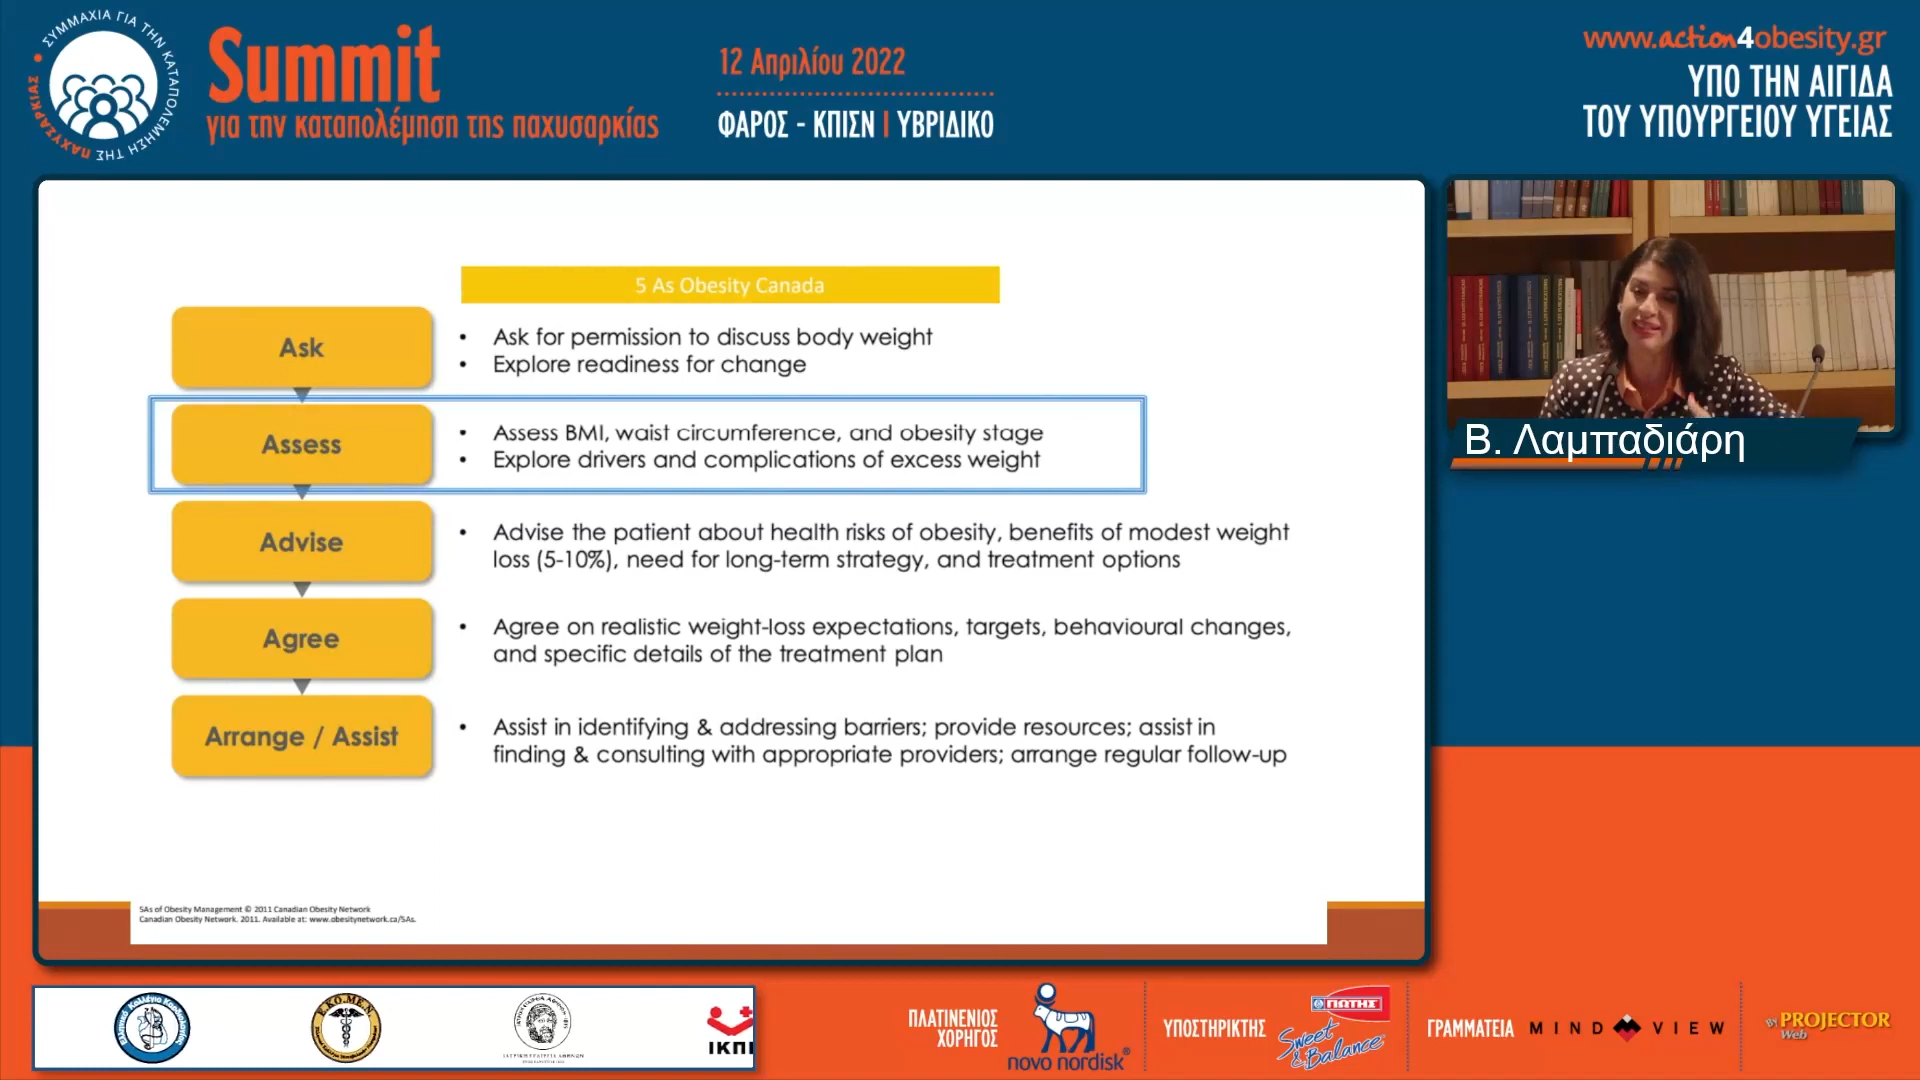 ΣΥΜΜΑΧΙΑ ΓΙΑ ΤΗΝ ΚΑΤΑΠΟΛΕΜΗΣΗ ΤΗΣ ΠΑΧΥΣΑΡΚΙΑΣ
Summit
για την καταπολέμηση της παχυσαρκίας
12 Απριλίου 2022
ΦΑΡΟΣ - ΚΠΙΣΝ | ΥΒΡΙΔΙΚΟ
www.action4obesity.gr
ΥΠΟ ΤΗΝ ΑΙΓΙΔΑ
ΤΟΥ ΥΠΟΥΡΓΕΙΟΥ ΥΓΕΙΑΣ
5 As Obesity Canada
Ask
• Ask for permission to discuss body weight
• Explore readiness for change
Assess
• Assess BMI, waist circumference, and obesity stage
• Explore drivers and complications of excess weight
Advise
• Advise the patient about health risks of obesity, benefits of modest weight
loss (5-10%), need for long-term strategy, and treatment options
Agree
• Agree on realistic weight-loss expectations, targets, behavioural changes,
and specific details of the treatment plan
Arrange / Assist
• Assist in identifying & addressing barriers; provide resources; assist in
finding & consulting with appropriate providers; arrange regular follow-up
5As of Obesity Management © 2011 Canadian Obesity Network
Canadian Obesity Network. 2011. Available at: www.obesitynetwork.ca/5As.
Β. Λαμπαδιάρη
Ελληνικό Κολλέγιο Καρδιολογίας
Ε.ΚΟ.ΜΕ.Ν
ΙΚΠΙ
ΠΛΑΤΙΝΕΝΙΟΣ
ΧΟΡΗΓΟΣ
novo nordisk®
ΥΠΟΣΤΗΡΙΚΤΗΣ
ΓΙΩΤΗΣ
Sweet
& Balance
ΓΡΑΜΜΑΤΕΙΑ
MIND VIEW
By PROJECTOR
Web